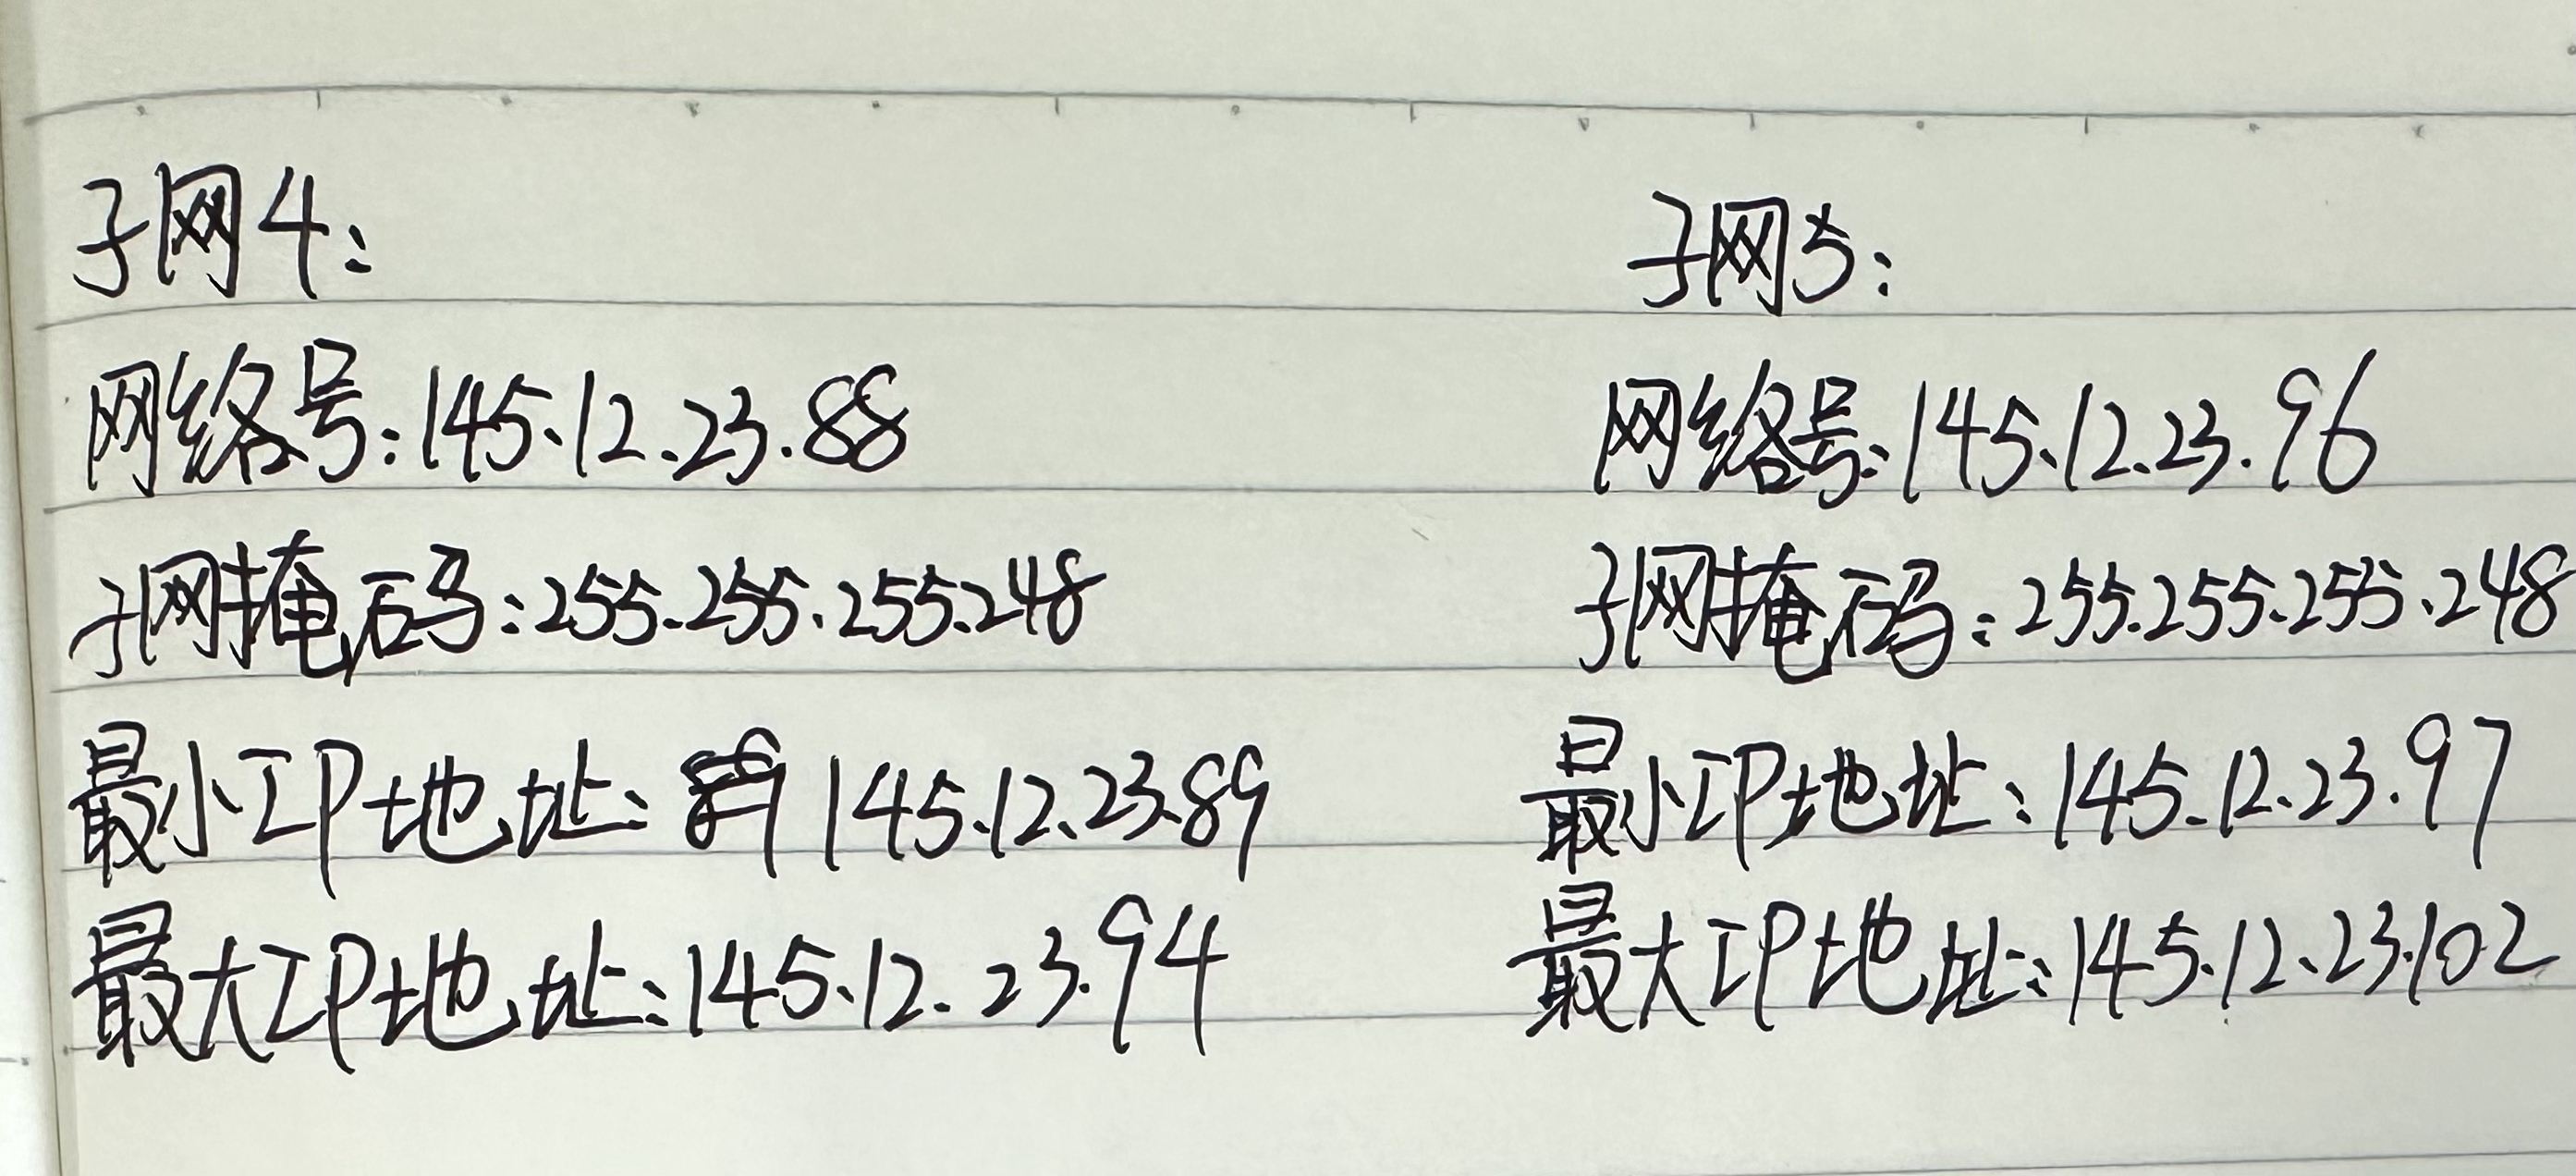 子网4:
网络号:145.12.23.88
子网掩码:255.255.255.248
最小IP地址: 145.12.23.89
最大IP地址:145.12.23.94
子网5:
网络号:145.12.23.96
子网掩码:255.255.255.248
最小IP地址:145.12.23.97
最大IP地址:145.12.23.102